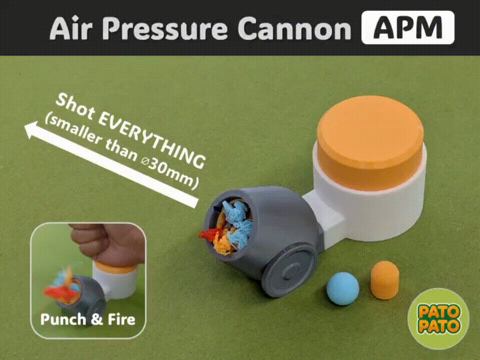 Air Pressure Cannon APM
Shot EVERYTHING
(smaller than ⌀30mm)
Punch & Fire
PATO
PATO